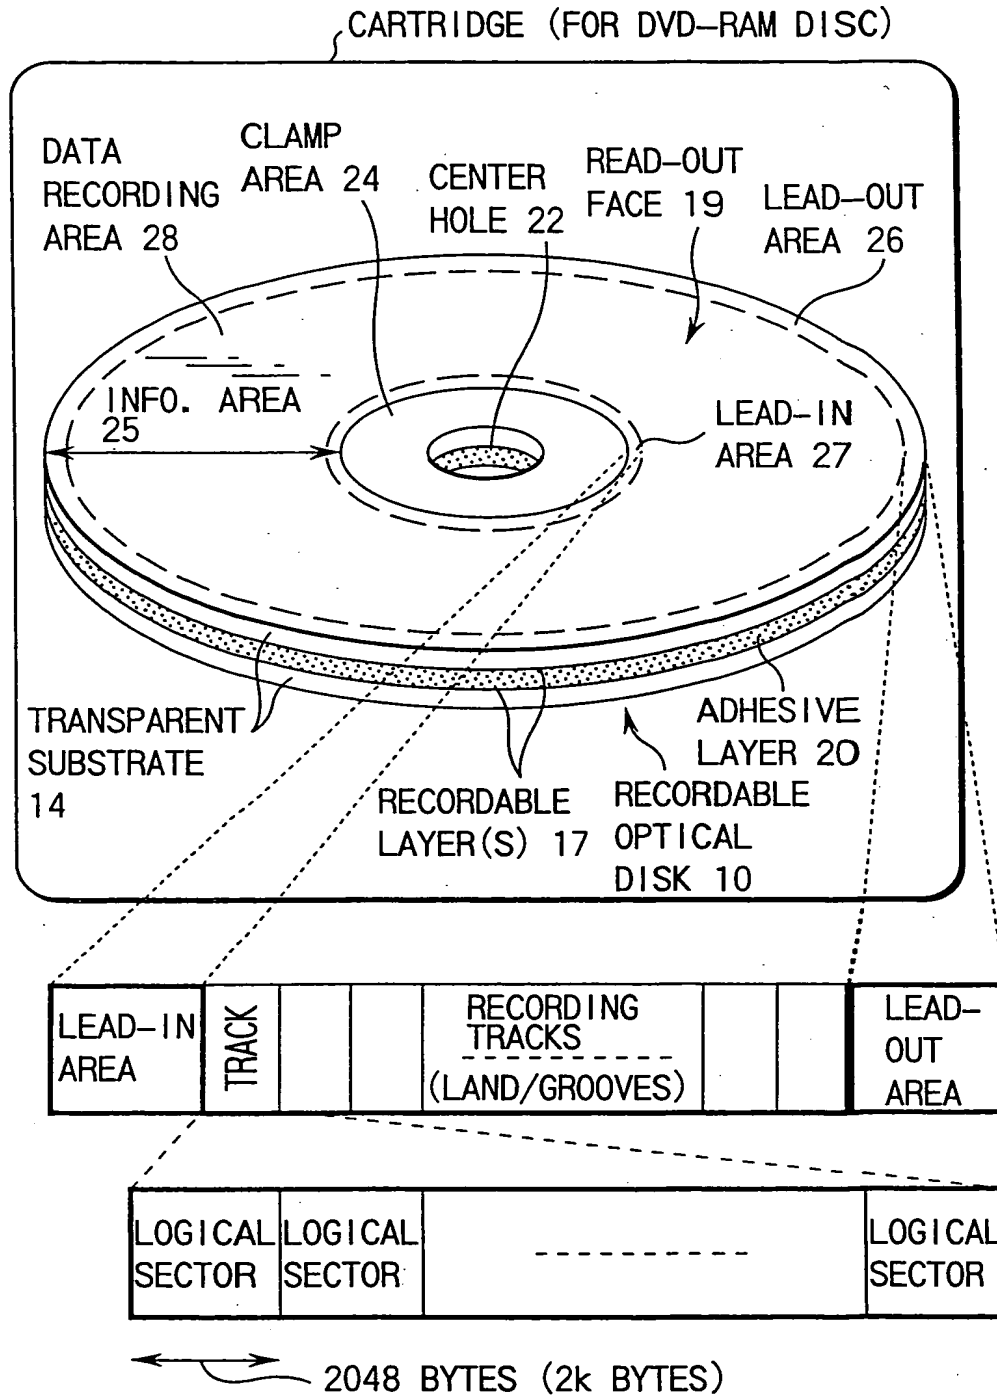 CARTRIDGE (FOR DVD-RAM DISC)
DATA
RECORDING
AREA 28
CLAMP
AREA 24
CENTER
HOLE 22
READ-OUT
FACE 19
LEAD-OUT
AREA 26
INFO. AREA
25
LEAD-IN
AREA 27
TRANSPARENT
SUBSTRATE
14
RECORDABLE
LAYER(S) 17
RECORDABLE
OPTICAL
DISK 10
ADHESIVE
LAYER 20
LEAD-IN
AREA
TRACK
RECORDING
TRACKS
(LAND/GROOVES)
LEAD-
OUT
AREA
LOGICAL
SECTOR
LOGICAL
SECTOR
LOGICAL
SECTOR
2048 BYTES (2k BYTES)